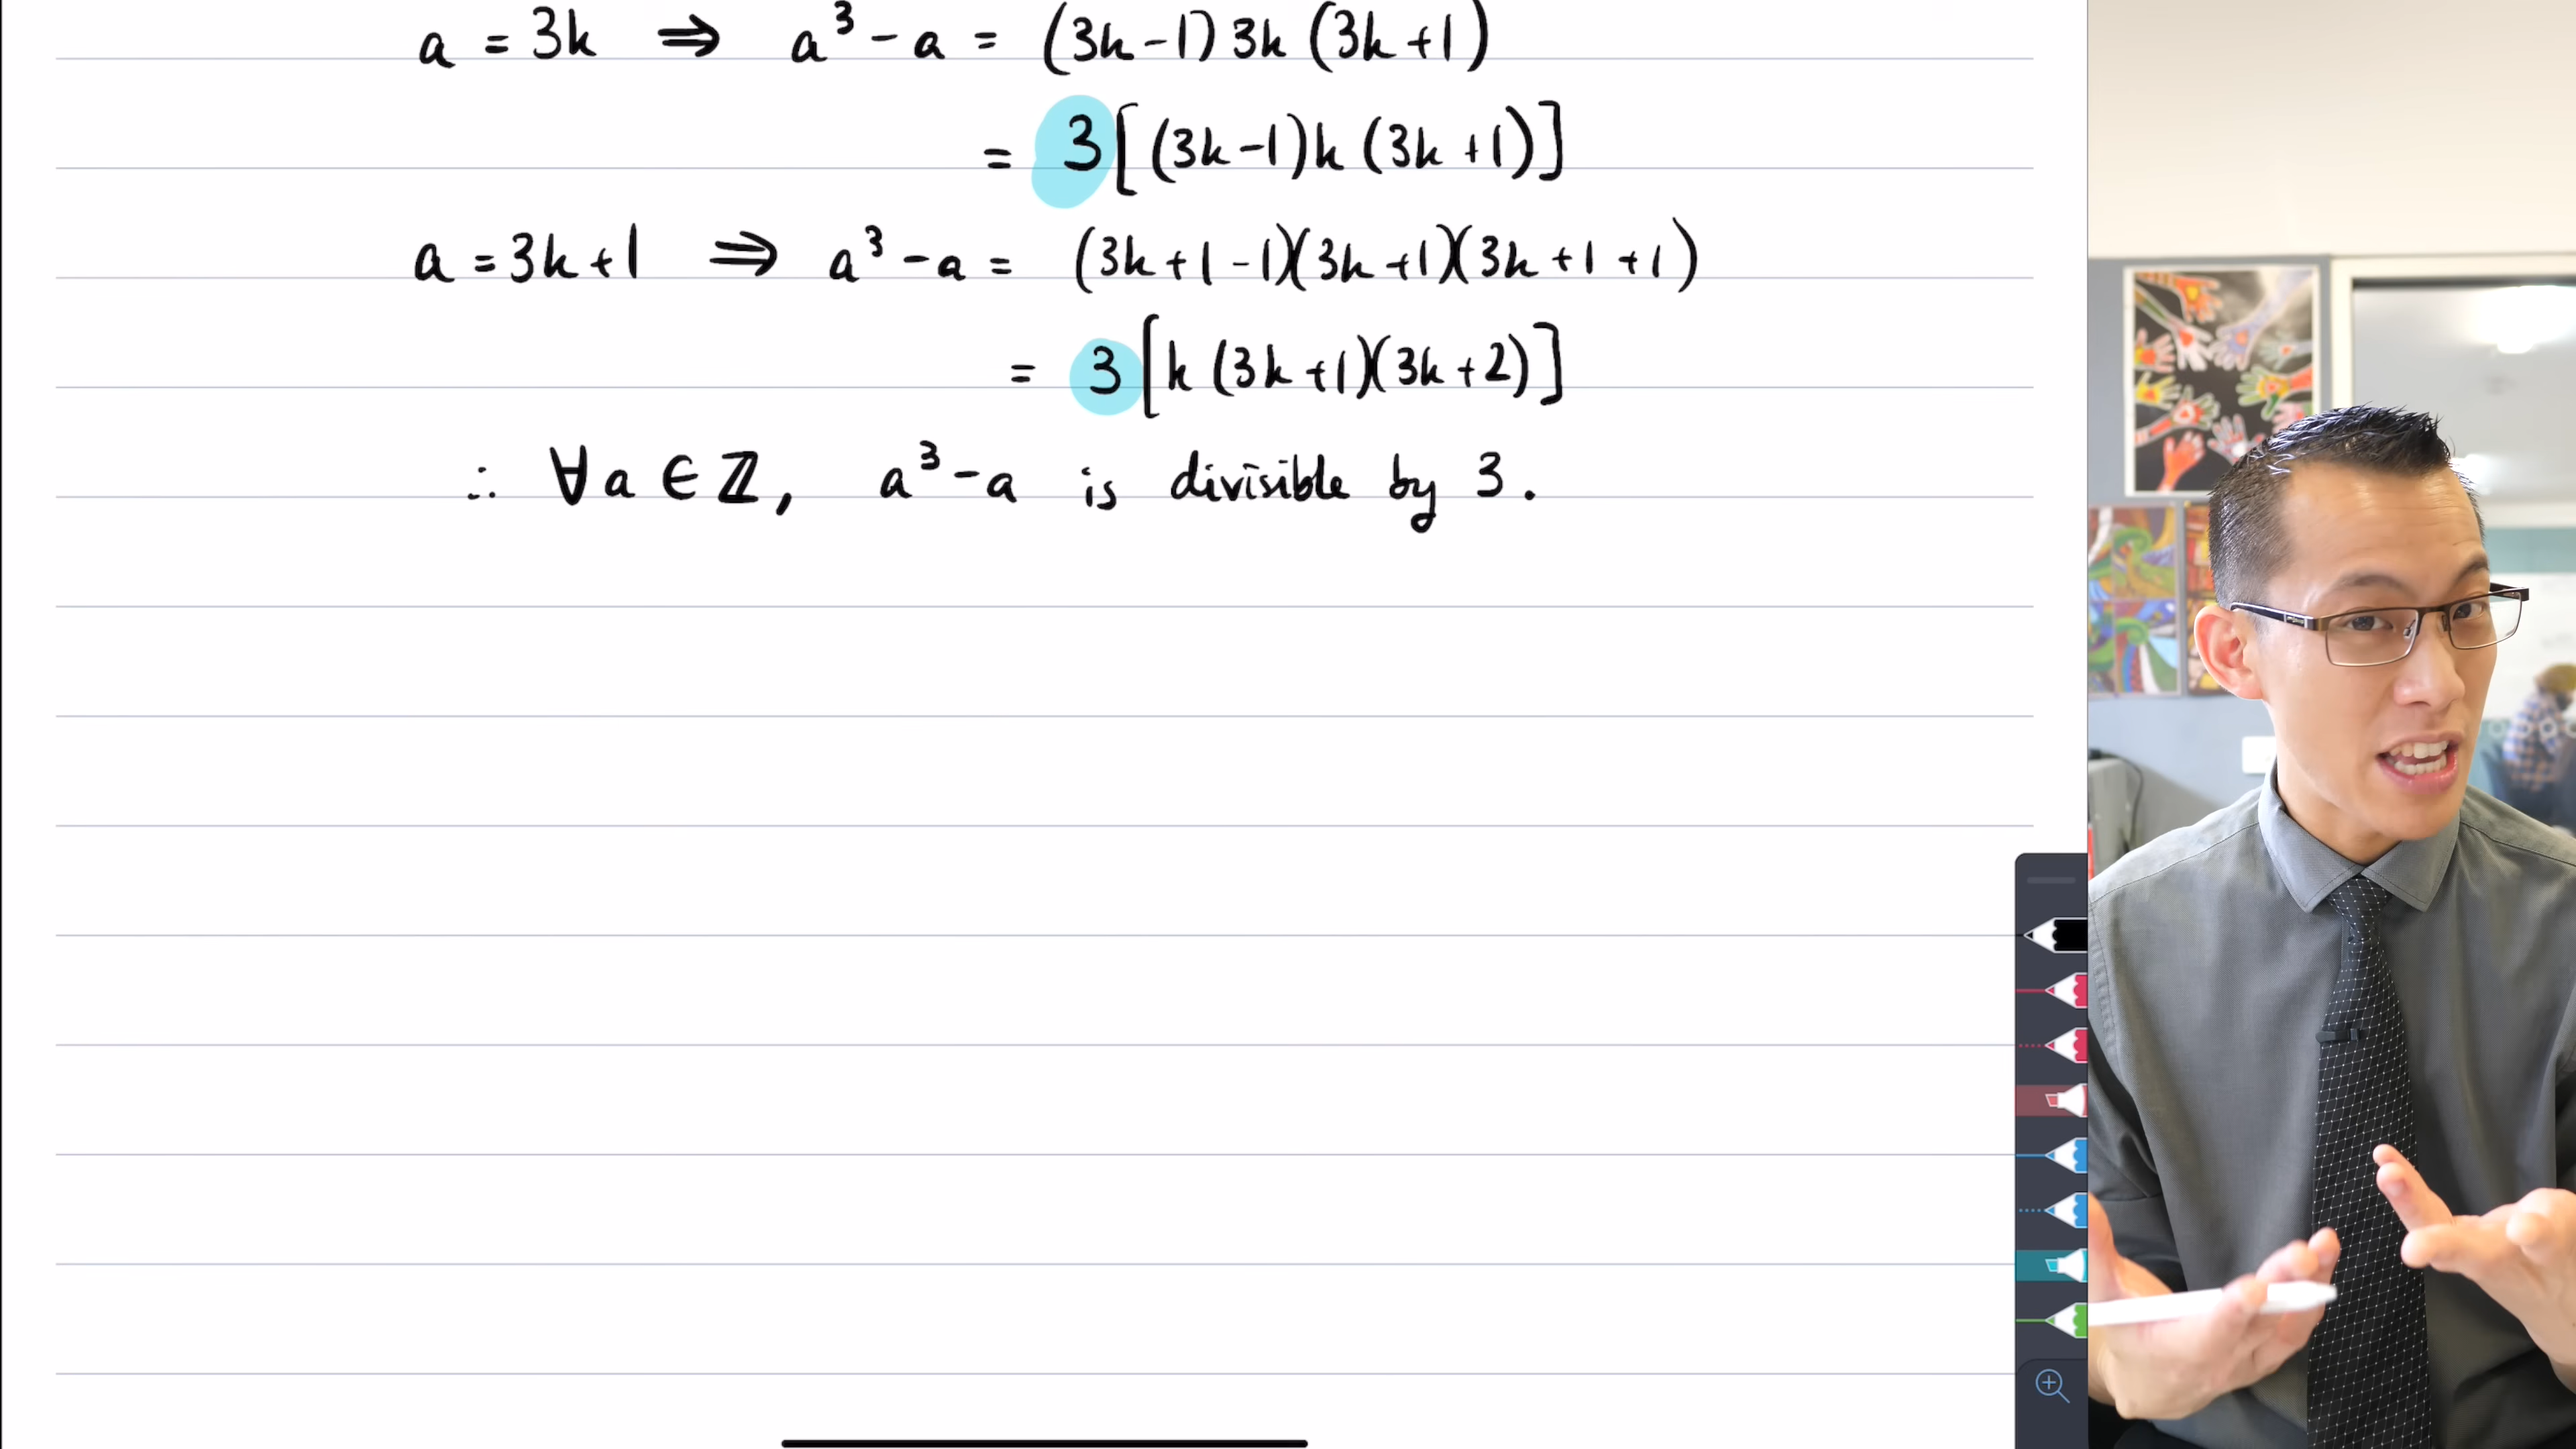 a = 3k ⇒ a³ - a = (3k-1) 3k (3k+1)
= 3[(3k-1)k(3k+1)]
a = 3k+1 ⇒ a³ - a = (3k+1-1)(3k+1)(3k+1+1)
= 3[k(3k+1)(3k+2)]
∴ ∀a ∈ ℤ, a³ - a is divisible by 3.